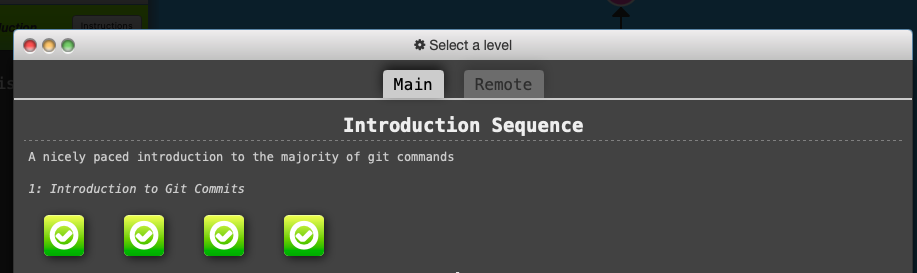 Instructions
Select a level
Main
Remote
Introduction Sequence
A nicely paced introduction to the majority of git commands
1: Introduction to Git Commits